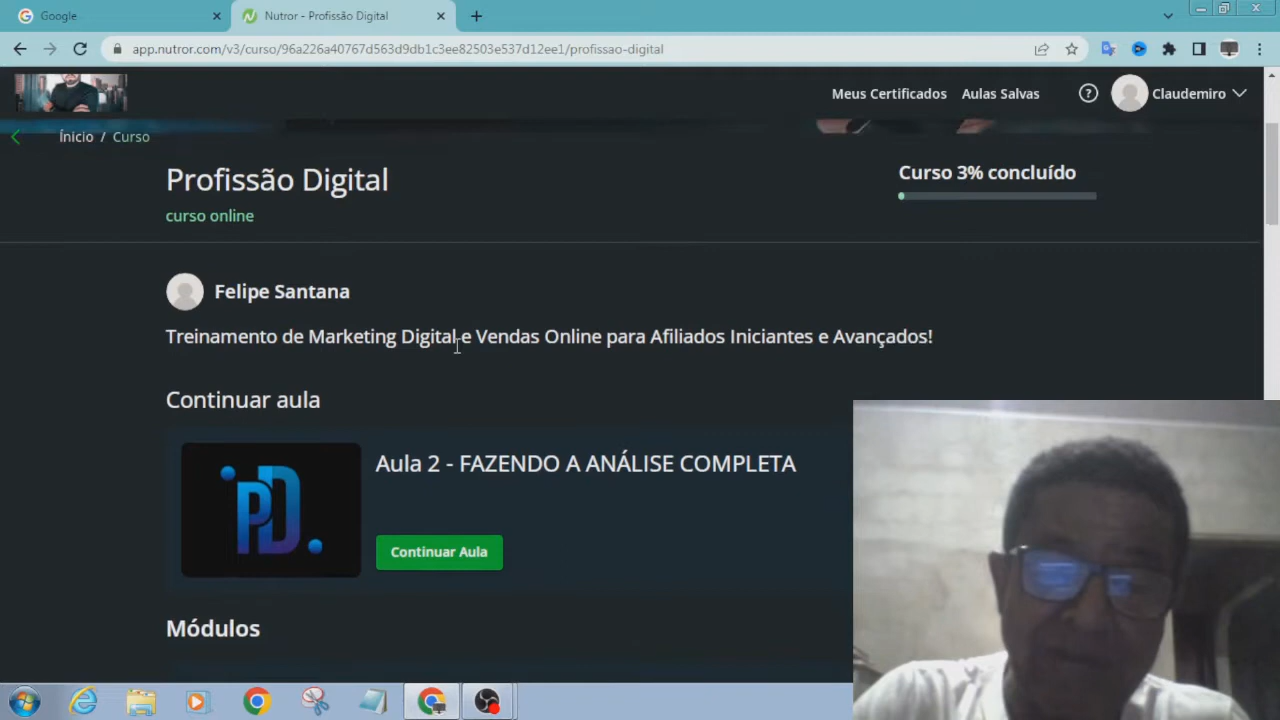 Google
Nutror - Profissão Digital
app.nutror.com/v3/curso/96a226a40767d563d9db1c3ee82503e537d12ee1/profissao-digital
Meus Certificados
Aulas Salvas
Claudemiro
Ínicio / Curso
Profissão Digital
Curso 3% concluído
curso online
Felipe Santana
Treinamento de Marketing Digital e Vendas Online para Afiliados Iniciantes e Avançados!
Continuar aula
PD
Aula 2 - FAZENDO A ANÁLISE COMPLETA
Continuar Aula
Módulos